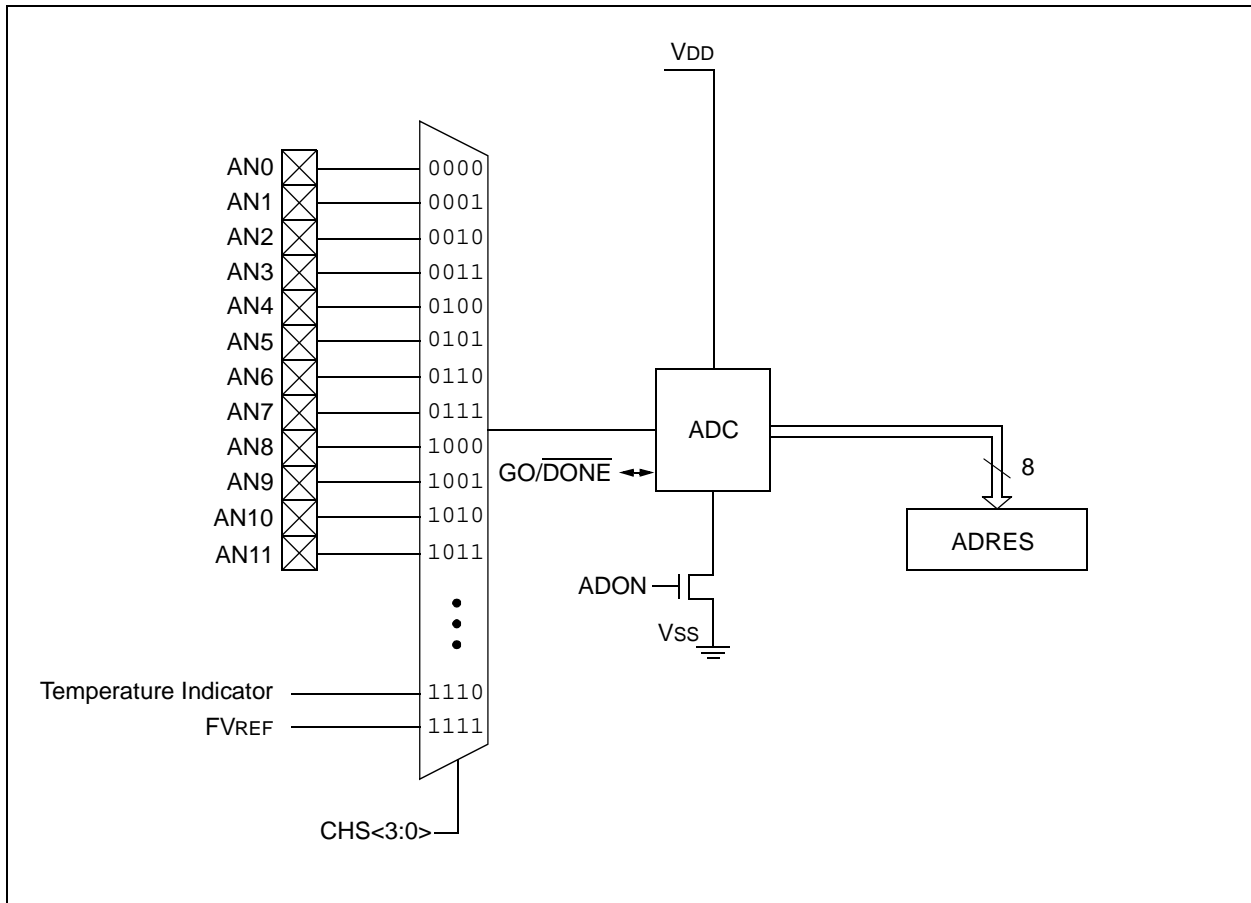 VDD
AN0 0000
AN1 0001
AN2 0010
AN3 0011
AN4 0100
AN5 0101
AN6 0110
AN7 0111
AN8 1000
AN9 1001
AN10 1010
AN11 1011
ADC
GO/DONE
8
ADRES
ADON
VSS
Temperature Indicator 1110
FVREF 1111
CHS<3:0>